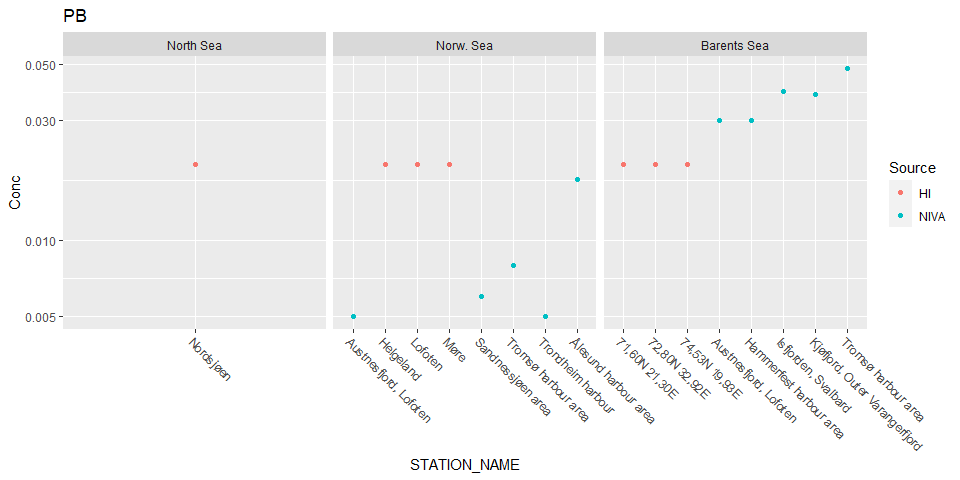 PB
North Sea
Norw. Sea
Barents Sea
0.050
0.030
0.010
0.005
Conc
Nordsjøen
Austnesfjord, Lofoten
Helgeland
Lofoten
Møre
Sandnessjøen area
Tromsø harbour area
Trondheim harbour
Ålesund harbour area
71,60N 21,30E
72,80N 32,92E
74,53N 19,93E
Austnesfjord, Lofoten
Hammerfest harbour area
Isfjorden, Svalbard
Kjøfjord, Outer Varangerfjord
Tromsø harbour area
STATION_NAME
Source
HI
NIVA